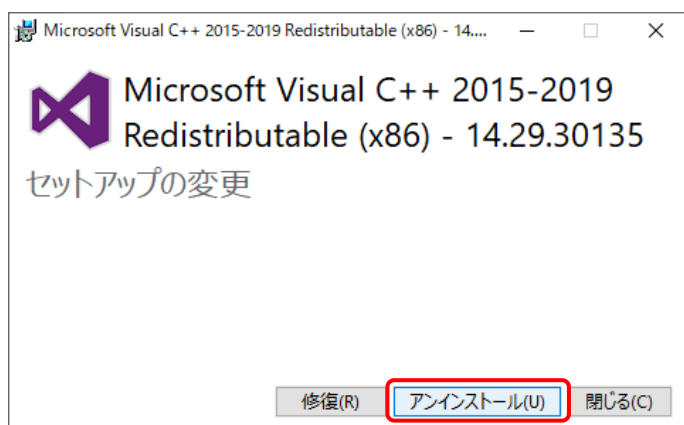 Microsoft Visual C++ 2015-2019 Redistributable (x86) - 14....
Microsoft Visual C++ 2015-2019
Redistributable (x86) - 14.29.30135
セットアップの変更
修復(R) アンインストール(U) 閉じる(C)